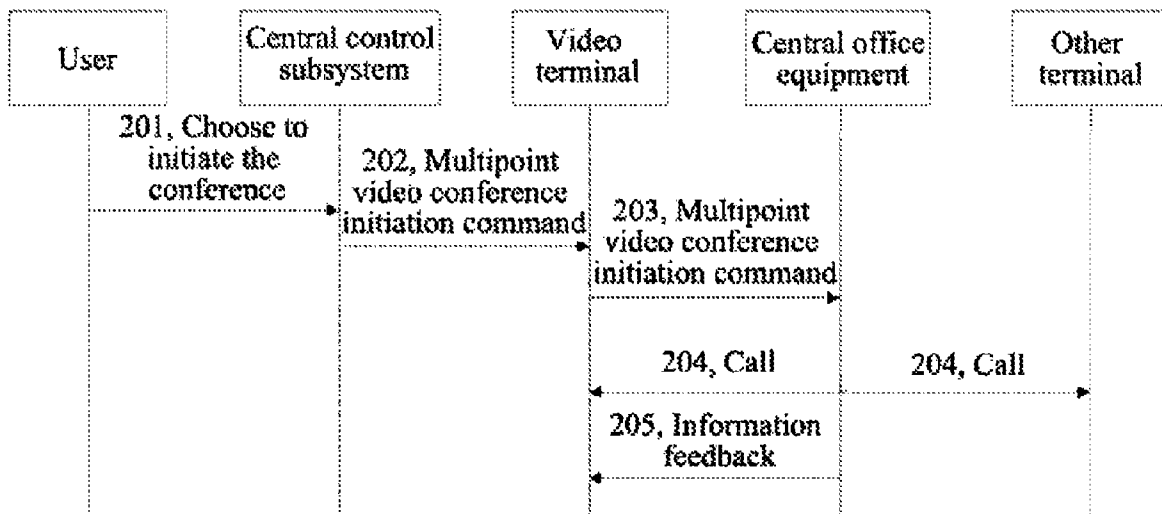 User
Central control
subsystem
Video
terminal
Central office
equipment
Other
terminal
201, Choose to
initiate the
conference
202, Multipoint
video conference
initiation command
203, Multipoint
video conference
initiation command
204, Call
204, Call
205, Information
feedback